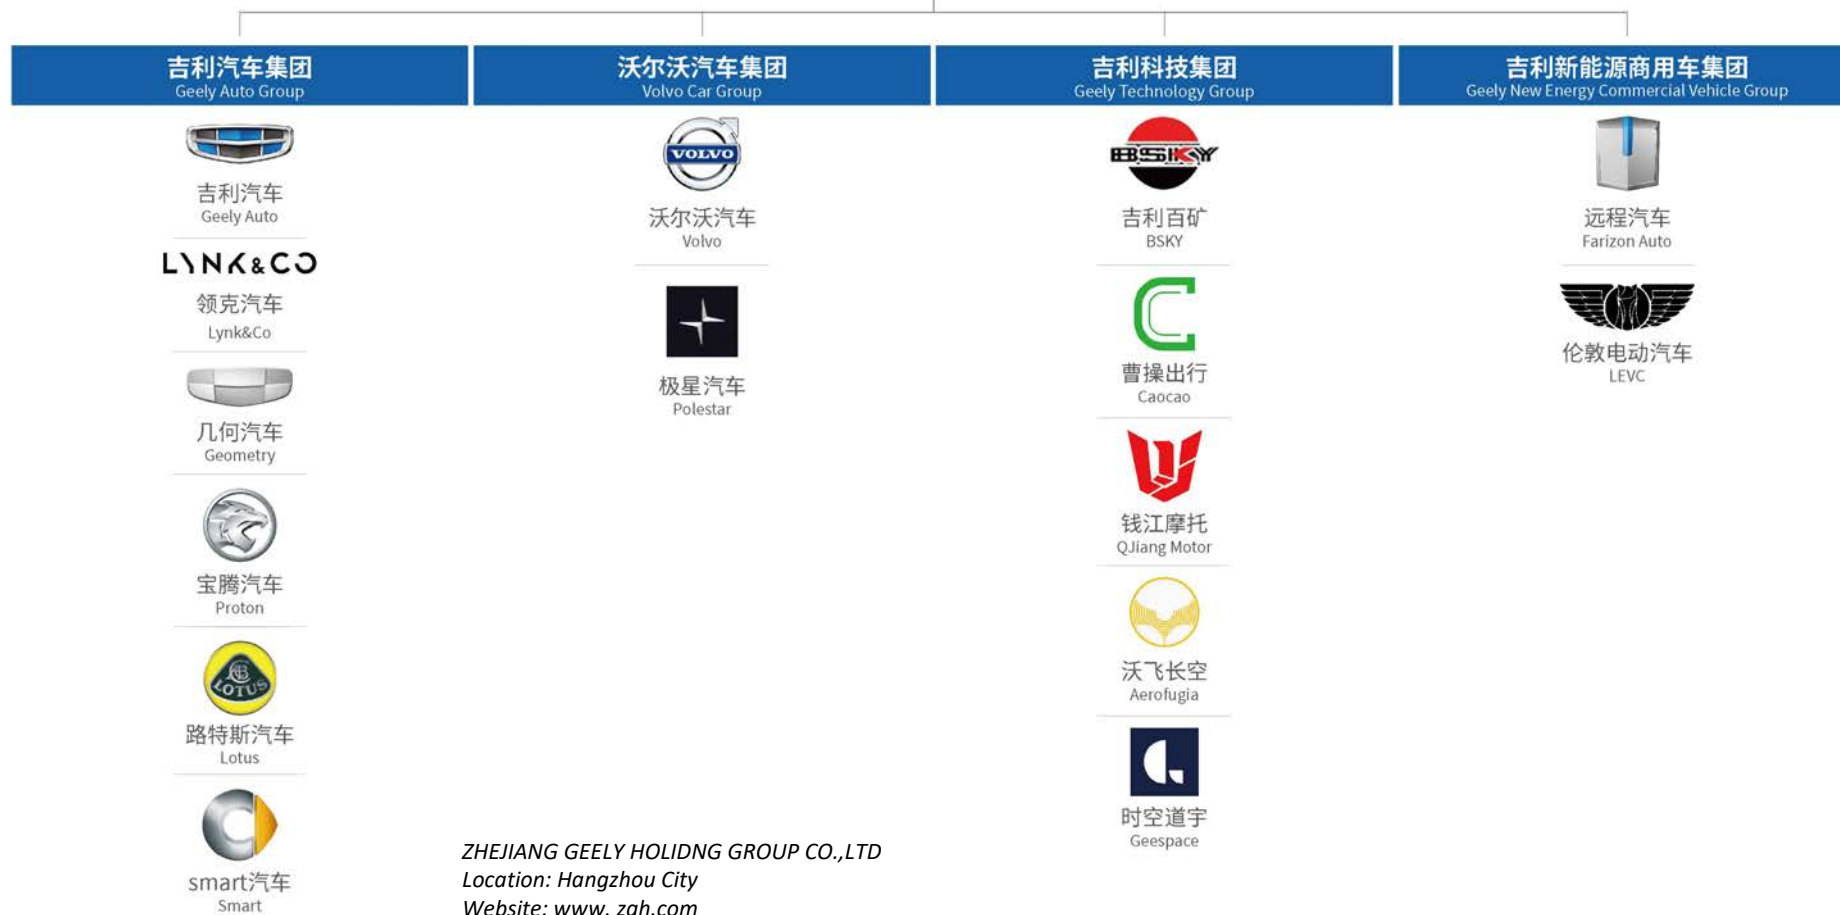 吉利汽车集团
Geely Auto Group
吉利汽车
Geely Auto
LYNK&CO
领克汽车
Lynk&Co
几何汽车
Geometry
宝腾汽车
Proton
LOTUS
路特斯汽车
Lotus
smart汽车
Smart
沃尔沃汽车集团
Volvo Car Group
VOLVO
沃尔沃汽车
Volvo
极星汽车
Polestar
吉利科技集团
Geely Technology Group
BSKY
吉利百矿
BSKY
曹操出行
Caocao
钱江摩托
QJiang Motor
沃飞长空
Aerofugia
时空道宇
Geespace
吉利新能源商用车集团
Geely New Energy Commercial Vehicle Group
远程汽车
Farizon Auto
伦敦电动汽车
LEVC
ZHEJIANG GEELY HOLIDNG GROUP CO.,LTD
Location: Hangzhou City
Website: www. zgh.com